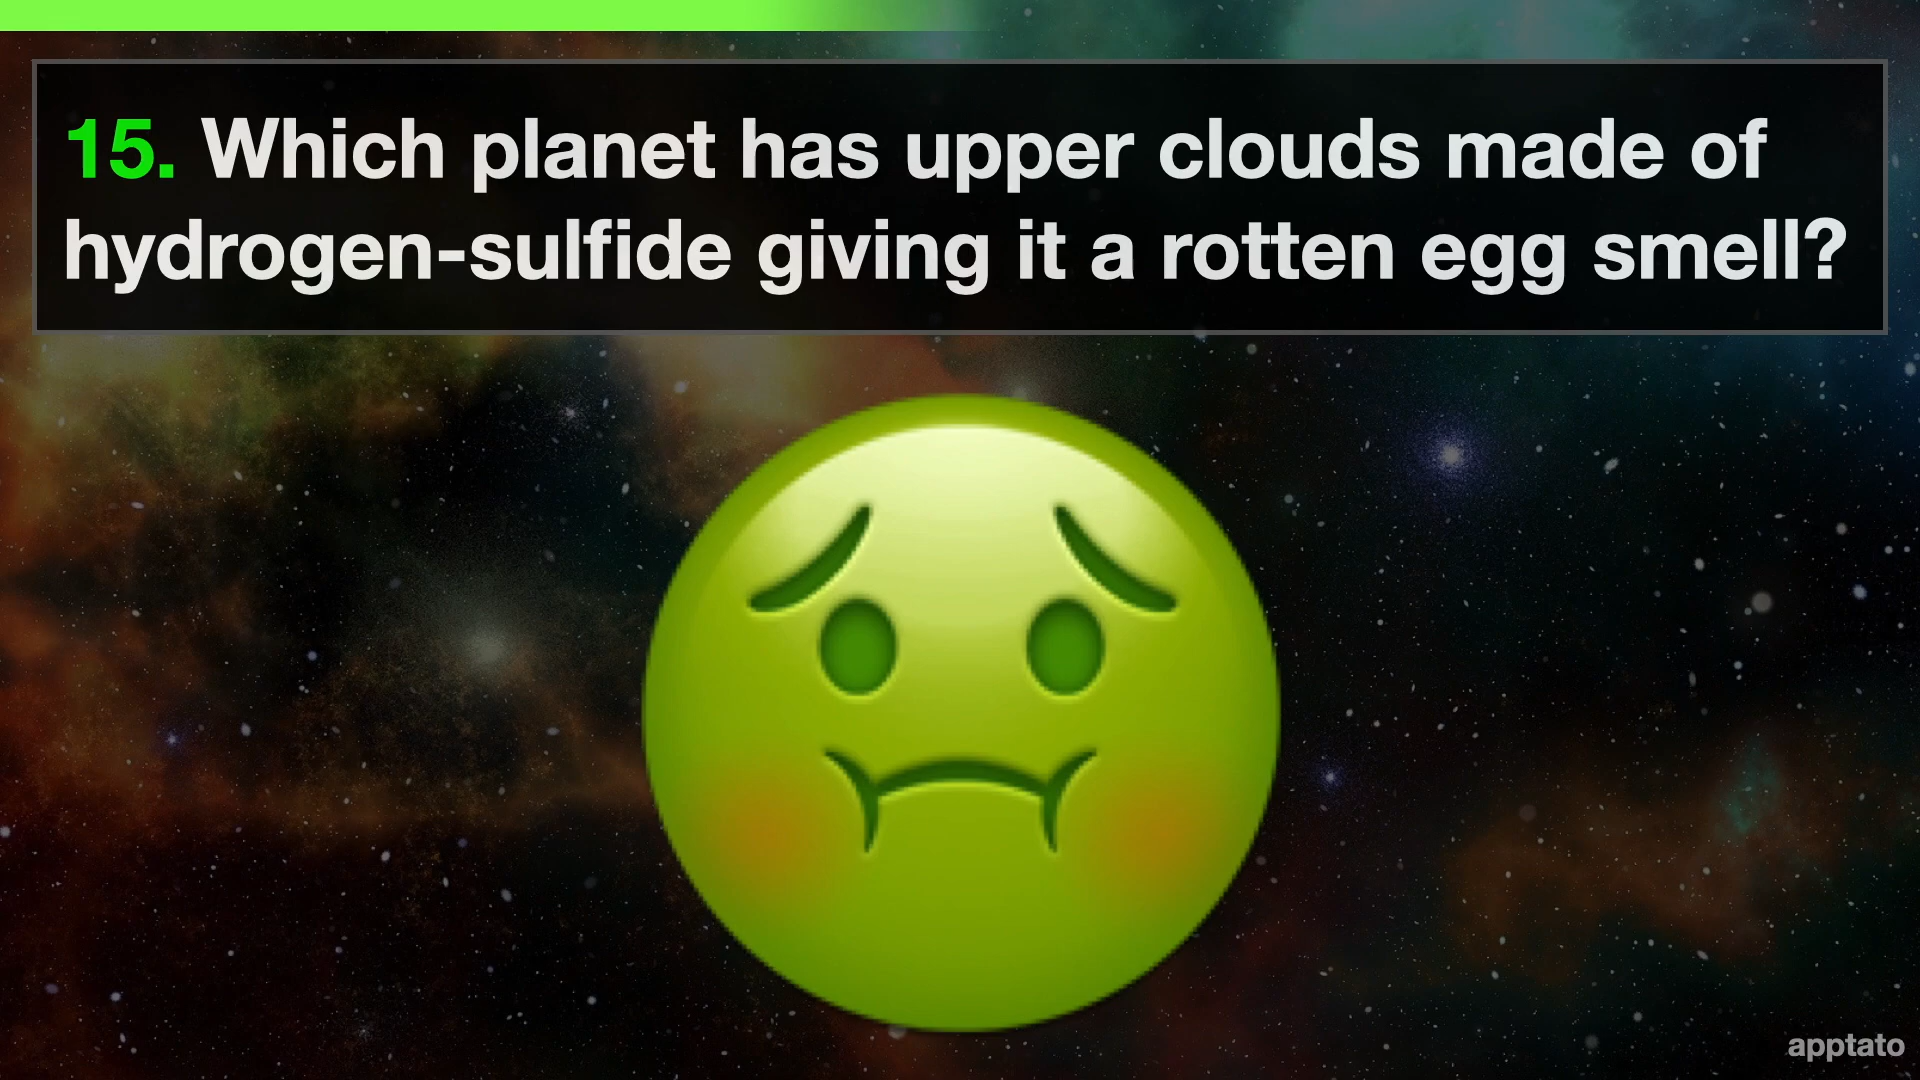 15. Which planet has upper clouds made of
hydrogen-sulfide giving it a rotten egg smell?
apptato